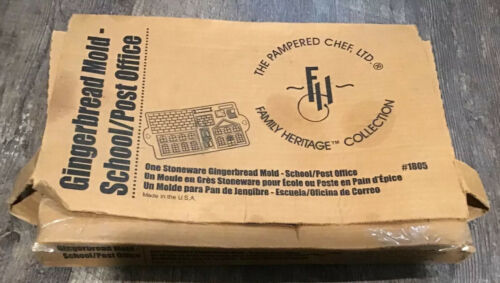 Gingerbread Mold -
School/Post Office
THE PAMPERED CHEF, LTD.®
FH
FAMILY HERITAGE™ COLLECTION
One Stoneware Gingerbread Mold - School/Post Office
#1805
Un Moule en Grès Stoneware pour École ou Poste en Pain d'Épice
Un Molde para Pan de Jengibre - Escuela/Oficina de Correo
Made in the U.S.A.
Gingerbread Mold -
School/Post Office